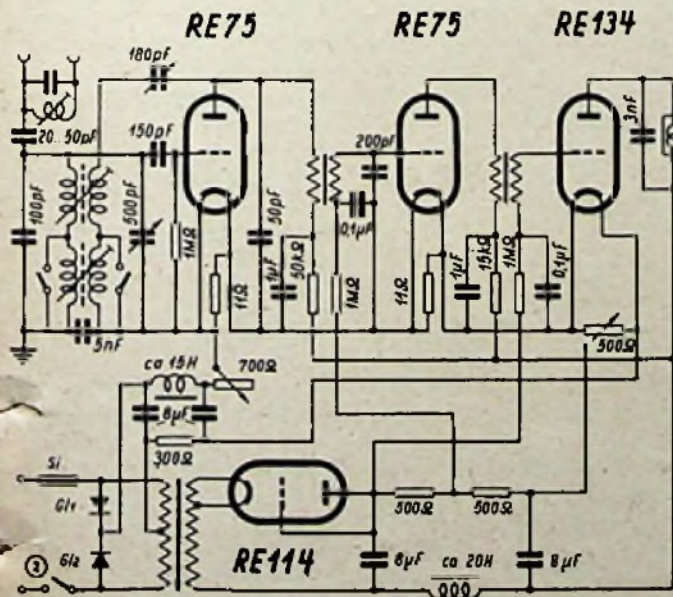 RE75 RE75 RE134
180pF
20...50pF
150pF
200pF
3nF
100pF
500pF
1MΩ
50pF
0,1µF
1µF
50kΩ
1MΩ
11Ω
11Ω
1µF
15kΩ
1MΩ
0,1µF
5nF
500Ω
ca 15H
700Ω
8µF
300Ω
Si
Gl1
Gl2
2
RE114
500Ω
500Ω
8µF
ca 20H
8µF